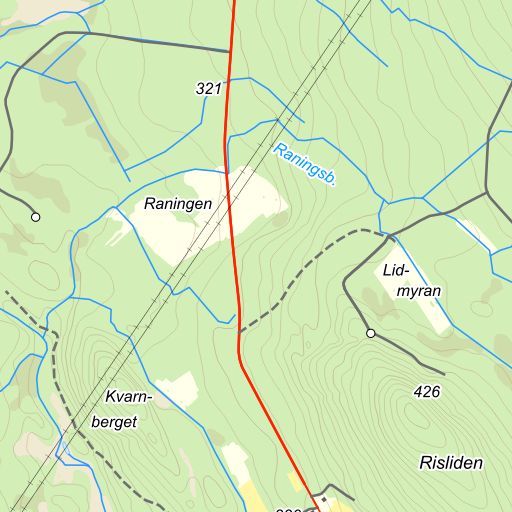 321
Raningsb.
Raningen
Lid-
myran
Kvarn-
berget
426
Risliden